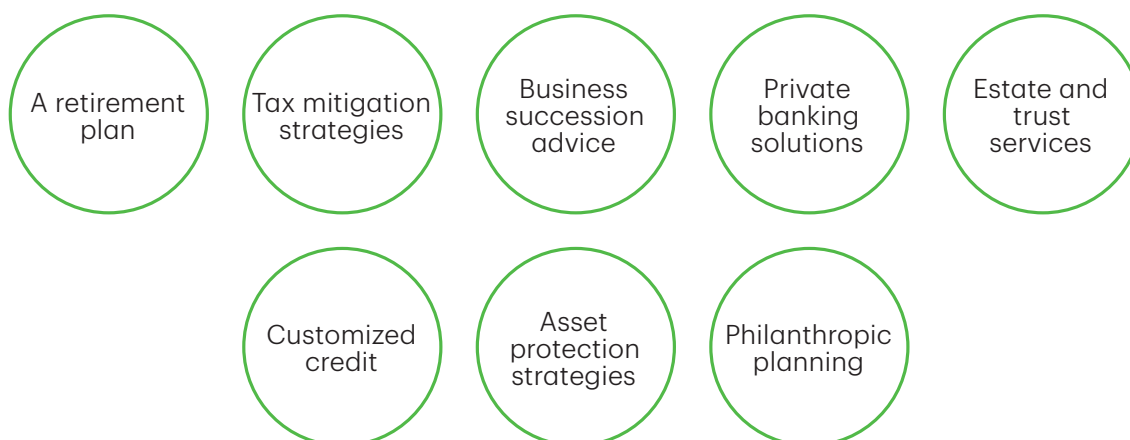 A retirement
plan
Tax mitigation
strategies
Business
succession
advice
Private
banking
solutions
Estate and
trust
services
Customized
credit
Asset
protection
strategies
Philanthropic
planning